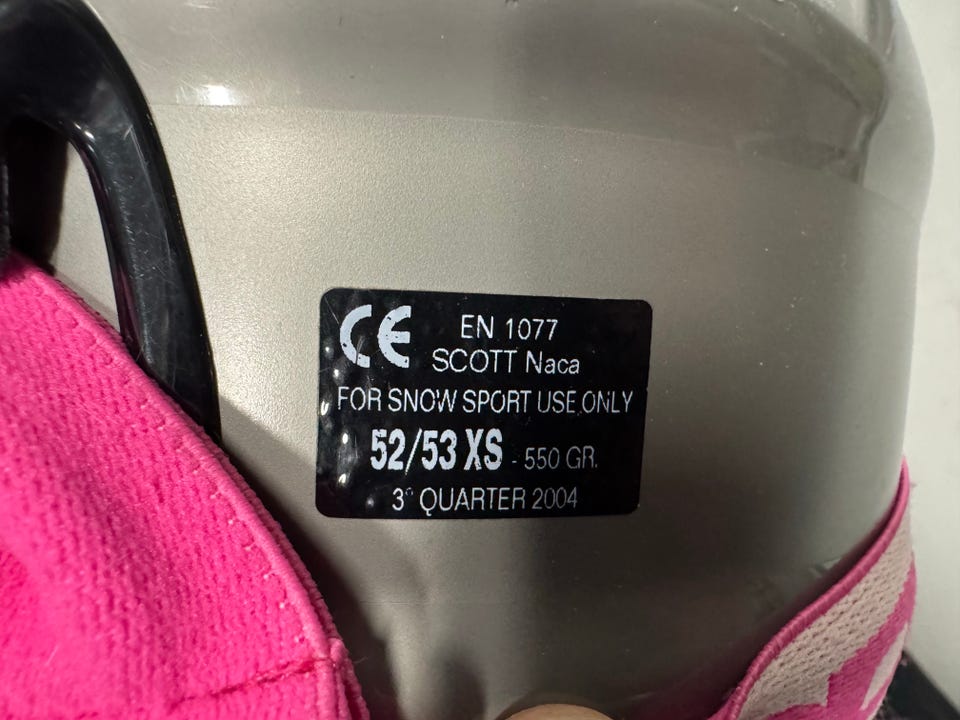 CE EN 1077
SCOTT Naca
FOR SNOW SPORT USE ONLY
52/53 XS - 550 GR.
3° QUARTER 2004